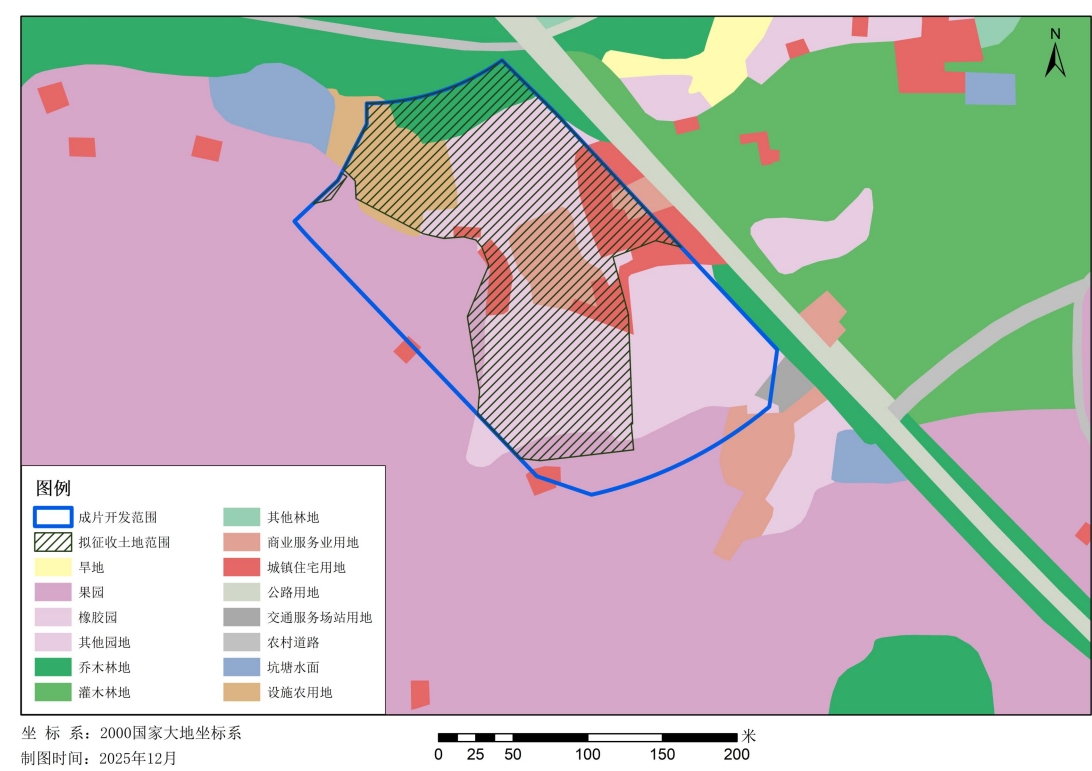 N
图例
成片开发范围
拟征收土地范围
旱地
果园
橡胶园
其他园地
乔木林地
灌木林地
其他林地
商业服务业用地
城镇住宅用地
公路用地
交通服务场站用地
农村道路
坑塘水面
设施农用地
坐 标 系：2000国家大地坐标系
制图时间：2025年12月
米
0 25 50 100 150 200